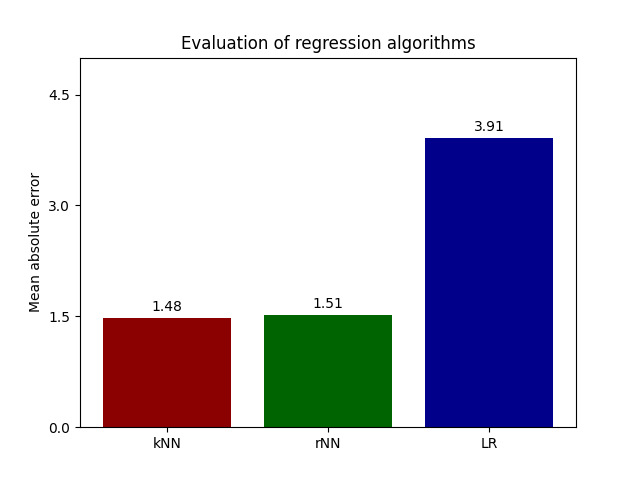 Evaluation of regression algorithms
Mean absolute error
4.5
3.0
1.5
0.0
1.48
1.51
3.91
kNN
rNN
LR